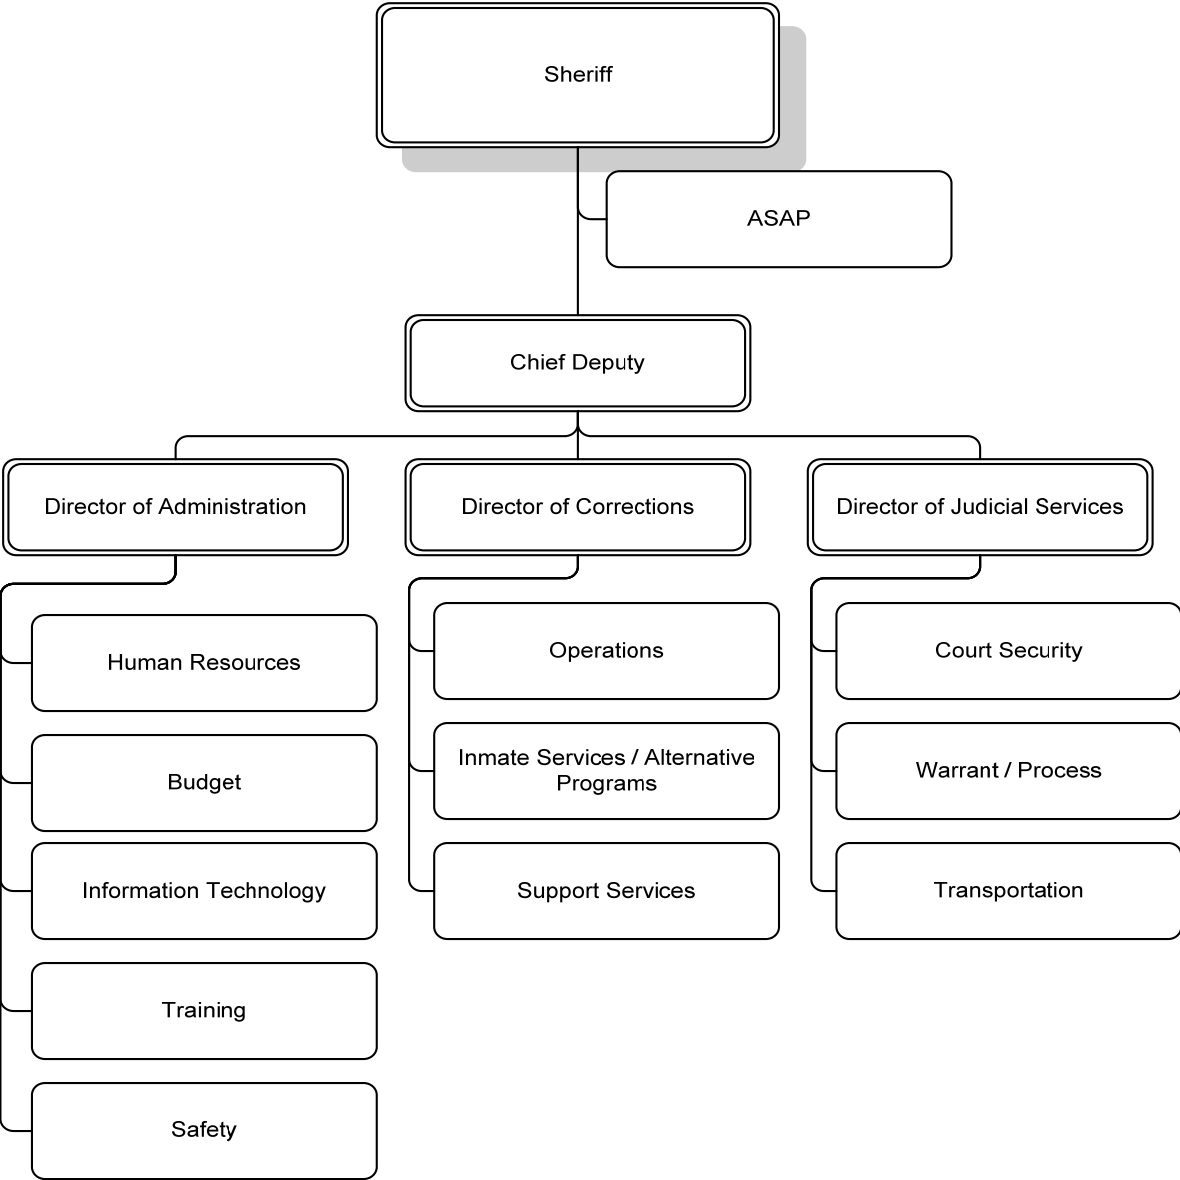 Sheriff
ASAP
Chief Deputy
Director of Administration
Director of Corrections
Director of Judicial Services
Human Resources
Budget
Information Technology
Training
Safety
Operations
Inmate Services / Alternative
Programs
Support Services
Court Security
Warrant / Process
Transportation